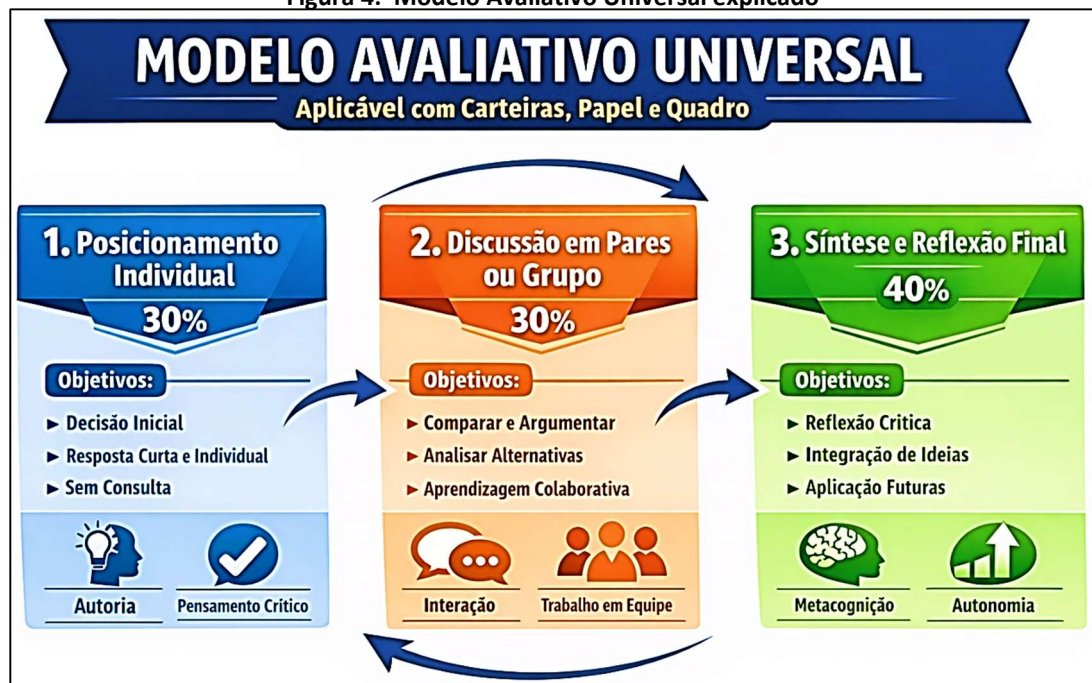 Figura 4. Modelo Avaliativo Universal explicado
MODELO AVALIATIVO UNIVERSAL
Aplicável com Carteiras, Papel e Quadro
1. Posicionamento
Individual
30%
Objetivos:
► Decisão Inicial
► Resposta Curta e Individual
► Sem Consulta
Autoria
Pensamento Critico
2. Discussão em Pares
ou Grupo
30%
Objetivos:
► Comparar e Argumentar
► Analisar Alternativas
► Aprendizagem Colaborativa
Interação
Trabalho em Equipe
3. Síntese e Reflexão Final
40%
Objetivos:
► Reflexão Critica
► Integração de Ideias
► Aplicação Futuras
Metacognição
Autonomia